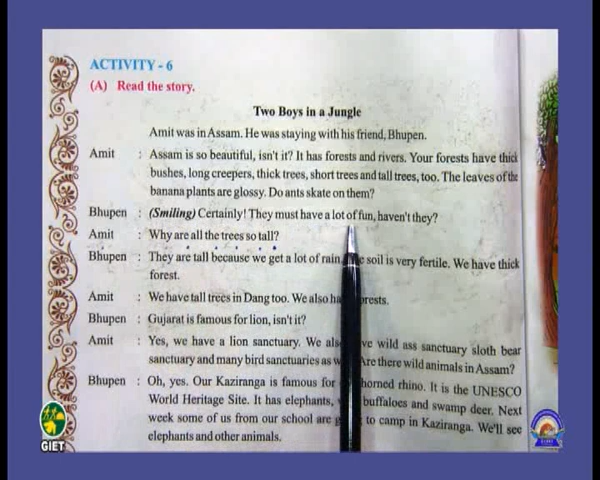 ACTIVITY - 6
(A) Read the story.
Two Boys in a Jungle
Amit was in Assam. He was staying with his friend, Bhupen.
Amit : Assam is so beautiful, isn't it? It has forests and rivers. Your forests have thick
bushes, long creepers, thick trees, short trees and tall trees, too. The leaves of the
banana plants are glossy. Do ants skate on them?
Bhupen : (Smiling) Certainly! They must have a lot of fun, haven't they?
Amit : Why are all the trees so tall?
Bhupen : They are tall because we get a lot of rain. soil is very fertile. We have thick
forest.
Amit : We have tall trees in Dang too. We also forests.
Bhupen : Gujarat is famous for lion, isn't it?
Amit : Yes, we have a lion sanctuary. We also wild ass sanctuary sloth bear
sanctuary and many bird sanctuaries as Are there wild animals in Assam?
Bhupen : Oh, yes. Our Kaziranga is famous for horned rhino. It is the UNESCO
World Heritage Site. It has elephants, buffaloes and swamp deer. Next
week some of us from our school are to camp in Kaziranga. We'll see
elephants and other animals.
GIET